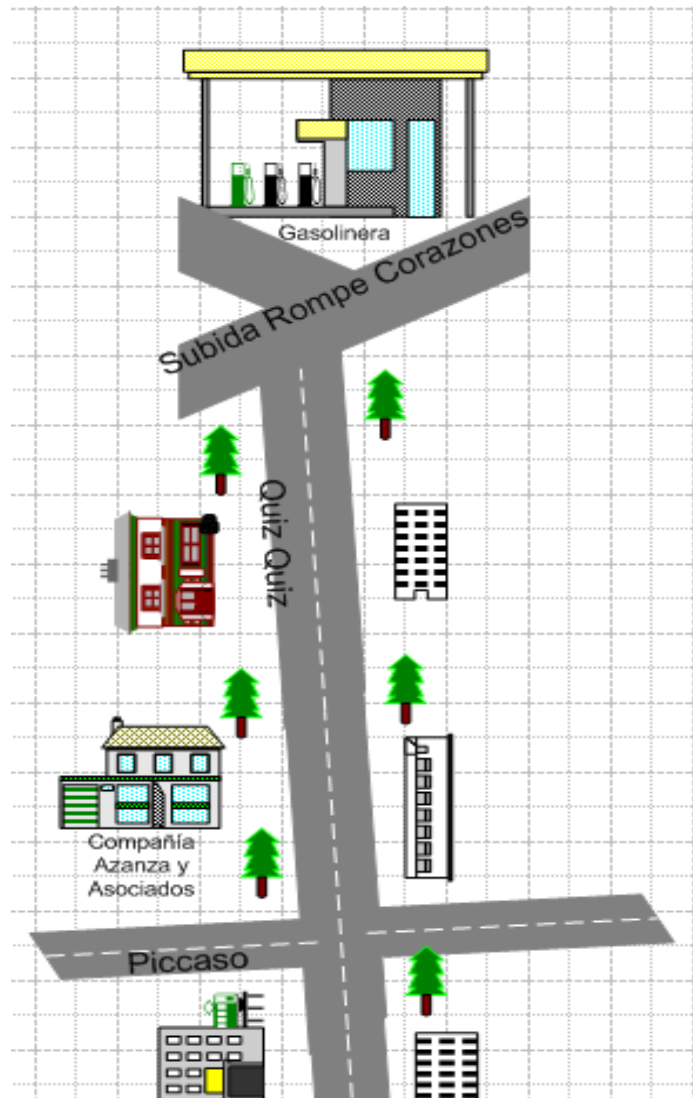 Gasolinera
Subida Rompe Corazones
Quiz Quiz
Compañía
Azanza y
Asociados
Piccaso